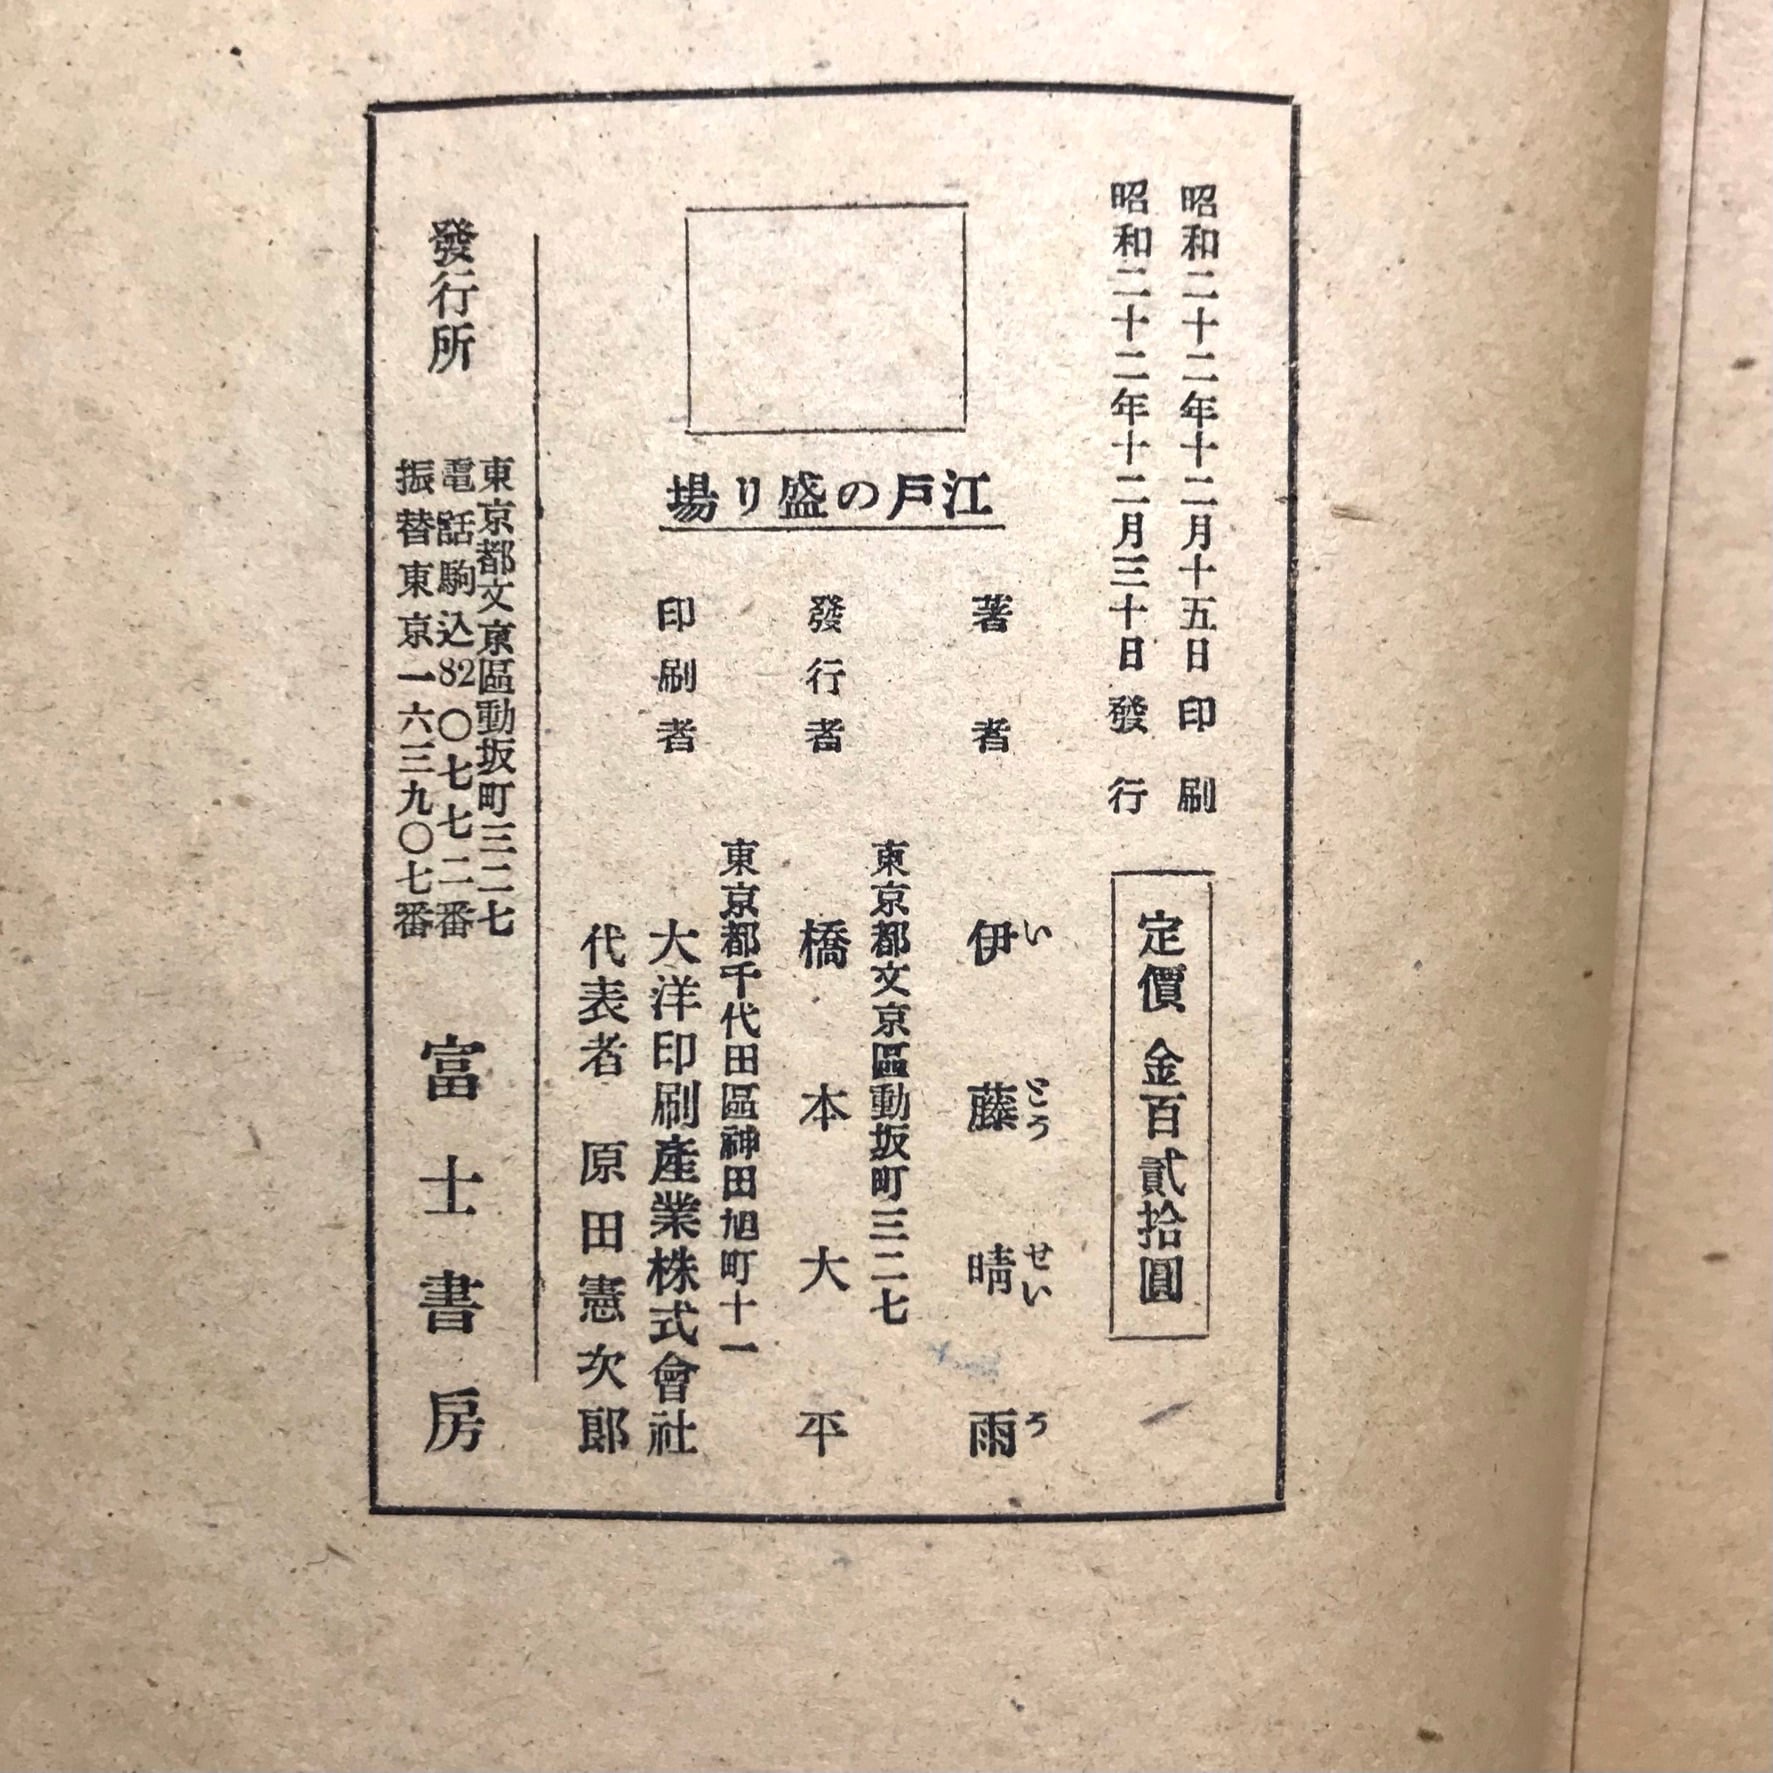 昭和二十二年十二月十五日印刷
昭和二十二年十二月三十日發行
定價 金百貳拾圓
江戸の盛り場
著者 伊藤晴雨
いとうせいう
發行者
東京都文京區動坂町三二七
橋本大平
印刷者
東京都千代田區神田旭町十一
大洋印刷產業株式會社
代表者 原田憲次郎
發行所
東京都文京區動坂町三二七
電話駒込82〇七七二番
振替東京一六三九〇七番
富士書房